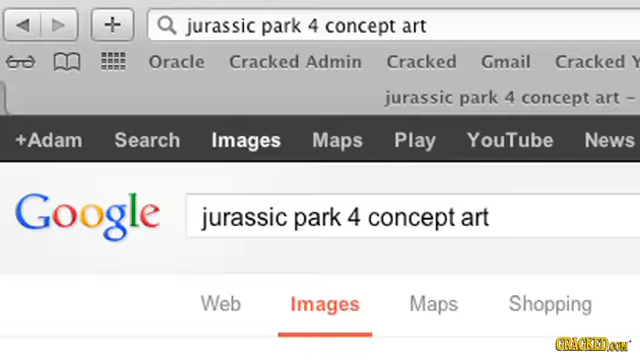 + jurassic park 4 concept art
Oracle Cracked Admin Cracked Gmail Cracked Y
jurassic park 4 concept art –
+Adam Search Images Maps Play YouTube News
Google jurassic park 4 concept art
Web Images Maps Shopping
CRACKED.COM